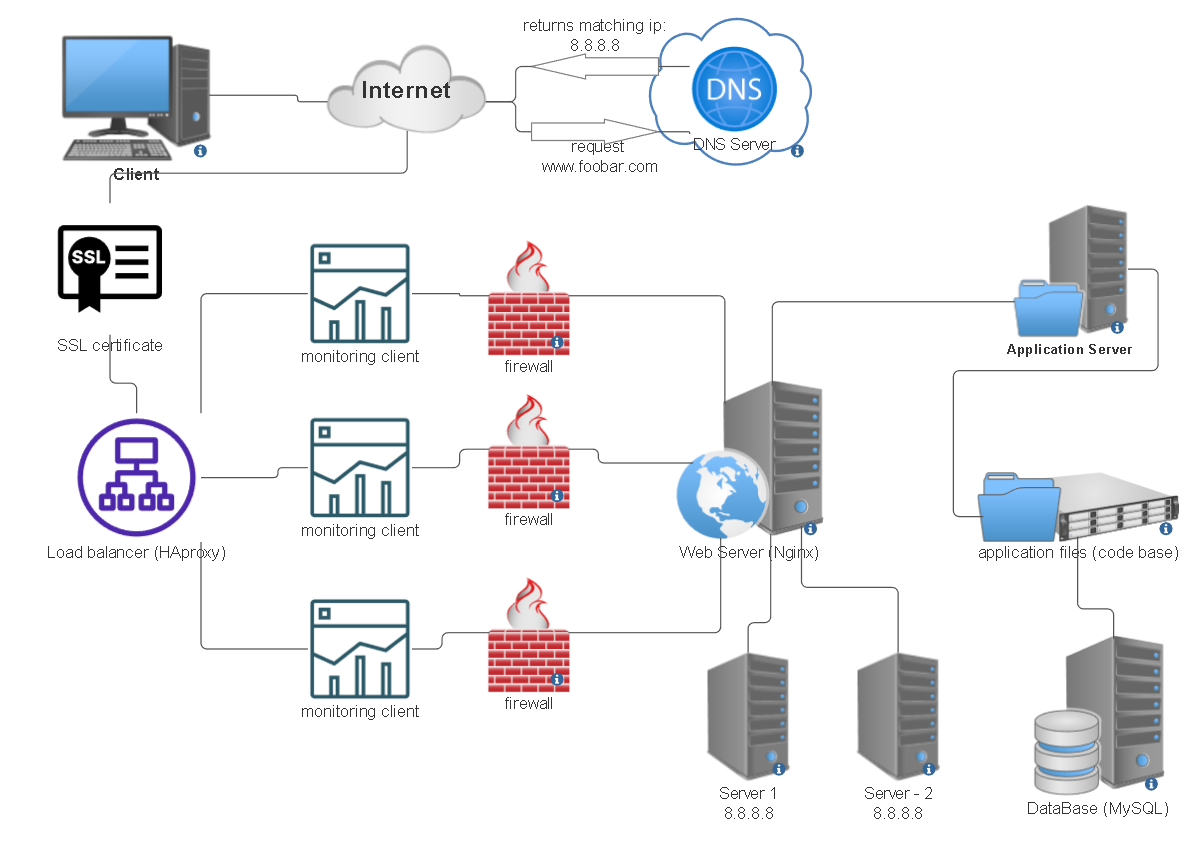 returns matching ip:
8.8.8.8
Internet
DNS
DNS Server
request
www.foobar.com
Client
SSL
SSL certificate
monitoring client
firewall
Application Server
monitoring client
firewall
Load balancer (HAproxy)
Web Server (Nginx)
application files (code base)
monitoring client
firewall
Server 1
8.8.8.8
Server - 2
8.8.8.8
DataBase (MySQL)